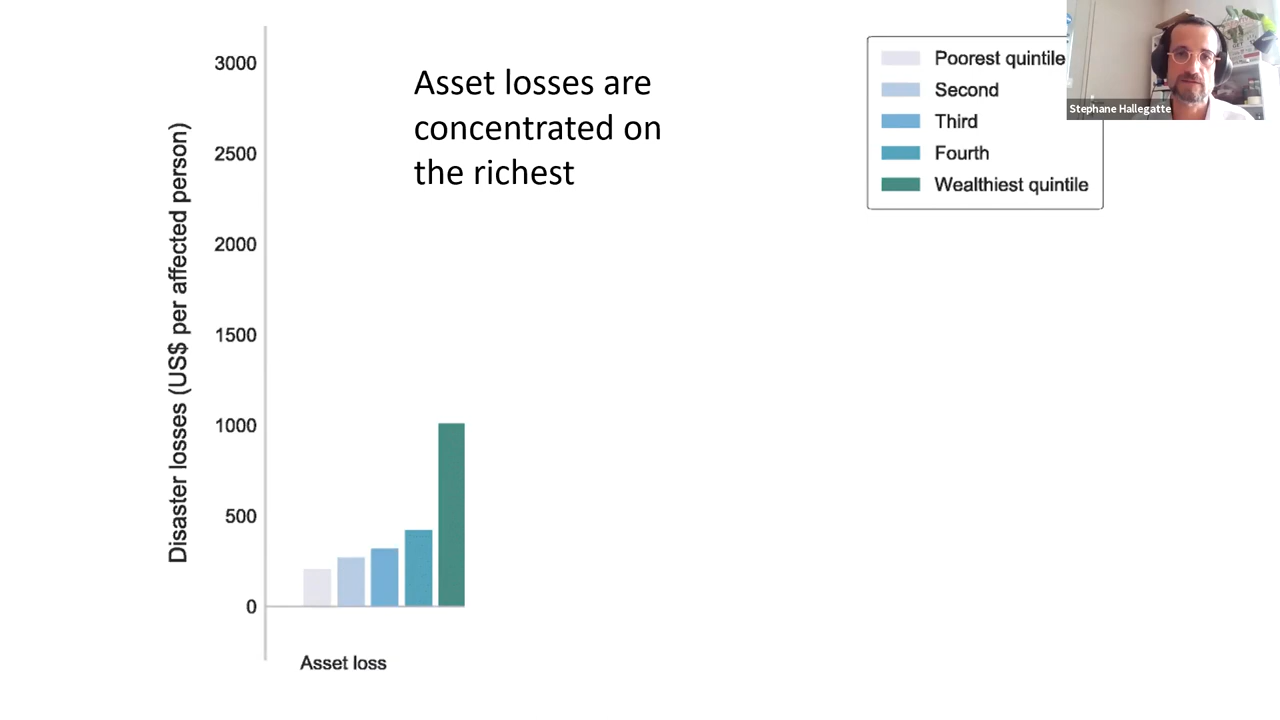 Asset losses are
concentrated on
the richest
Disaster losses (US$ per affected person)
3000
2500
2000
1500
1000
500
0
Asset loss
Poorest quintile
Second
Third
Fourth
Wealthiest quintile
Stephane Hallegatte